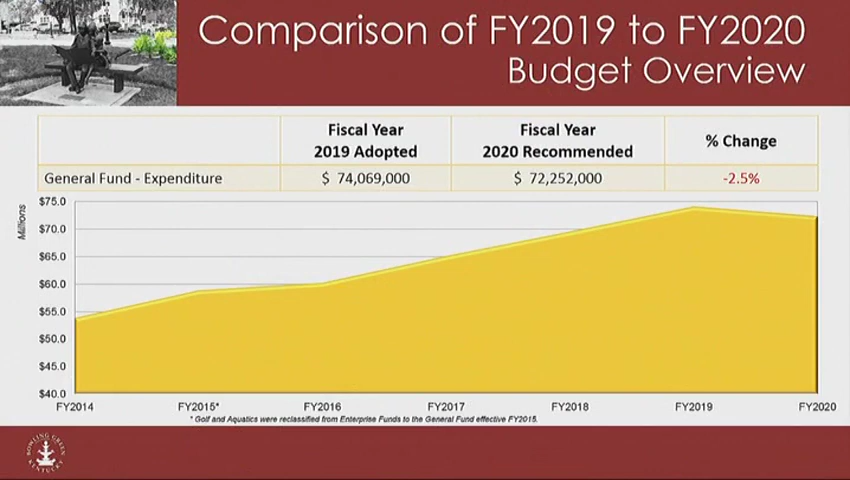 Comparison of FY2019 to FY2020
Budget Overview
Fiscal Year
2019 Adopted
Fiscal Year
2020 Recommended
% Change
General Fund - Expenditure
$ 74,069,000
$ 72,252,000
-2.5%
Millions
$75.0
$70.0
$65.0
$60.0
$55.0
$50.0
$45.0
$40.0
FY2014
FY2015*
FY2016
FY2017
FY2018
FY2019
FY2020
* Golf and Aquatics were reclassified from Enterprise Funds to the General Fund effective FY2015.
BOWLING GREEN
KENTUCKY